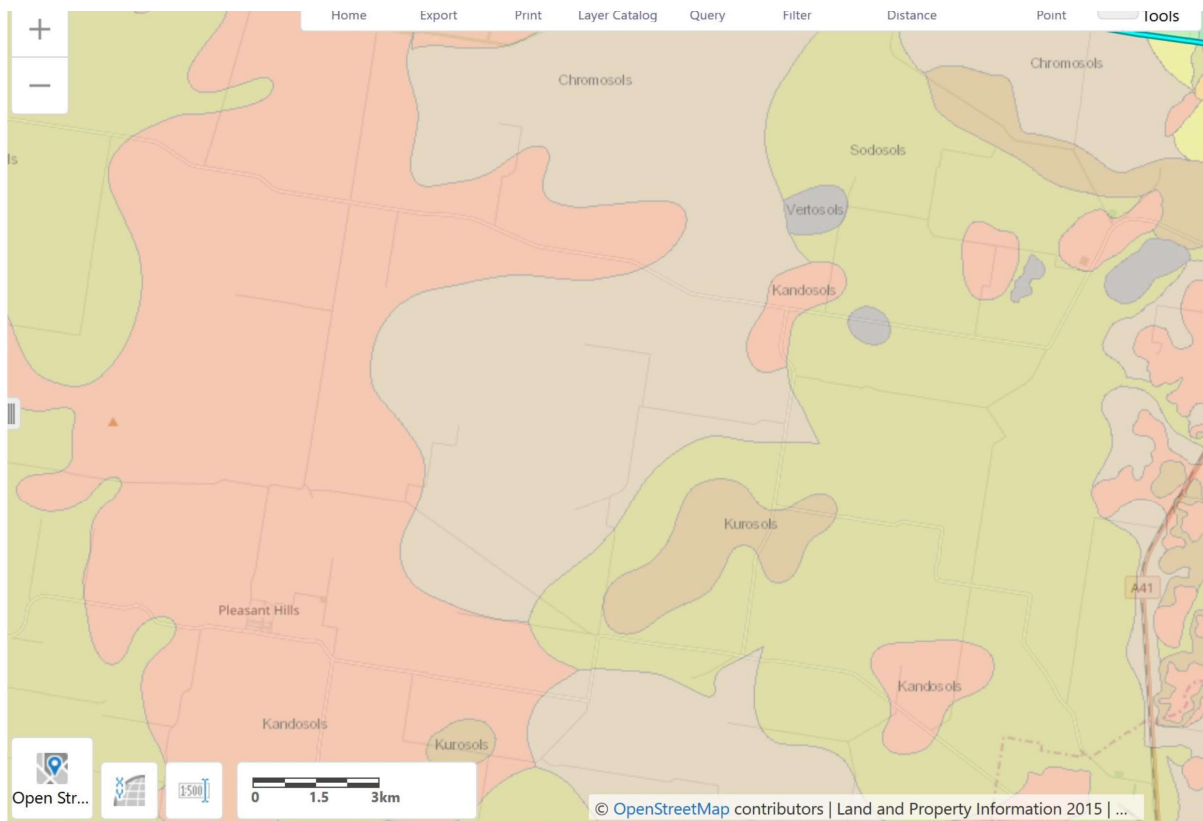 Home Export Print Layer Catalog Query Filter Distance Point Tools
+
−
Chromosols
Chromosols
Sodosols
ls
Vertosols
Kandosols
Kurosols
A41
Pleasant Hills
Kandosols
Kandosols
Kurosols
Open Str...
X Y
1:500
0 1.5 3km
© OpenStreetMap contributors | Land and Property Information 2015 | ...